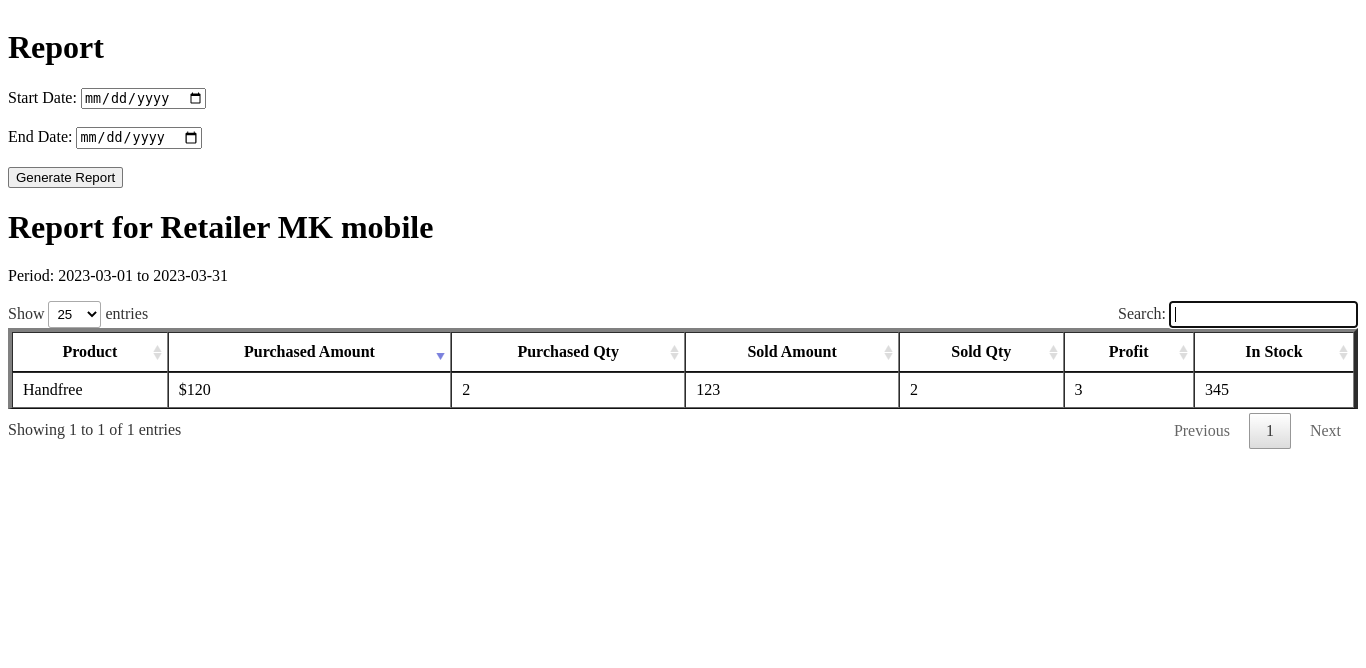 Report
Start Date: mm/dd/yyyy
End Date: mm/dd/yyyy
Generate Report
Report for Retailer MK mobile
Period: 2023-03-01 to 2023-03-31
Show 25 entries Search:
Product Purchased Amount Purchased Qty Sold Amount Sold Qty Profit In Stock
Handfree $120 2 123 2 3 345
Showing 1 to 1 of 1 entries Previous 1 Next